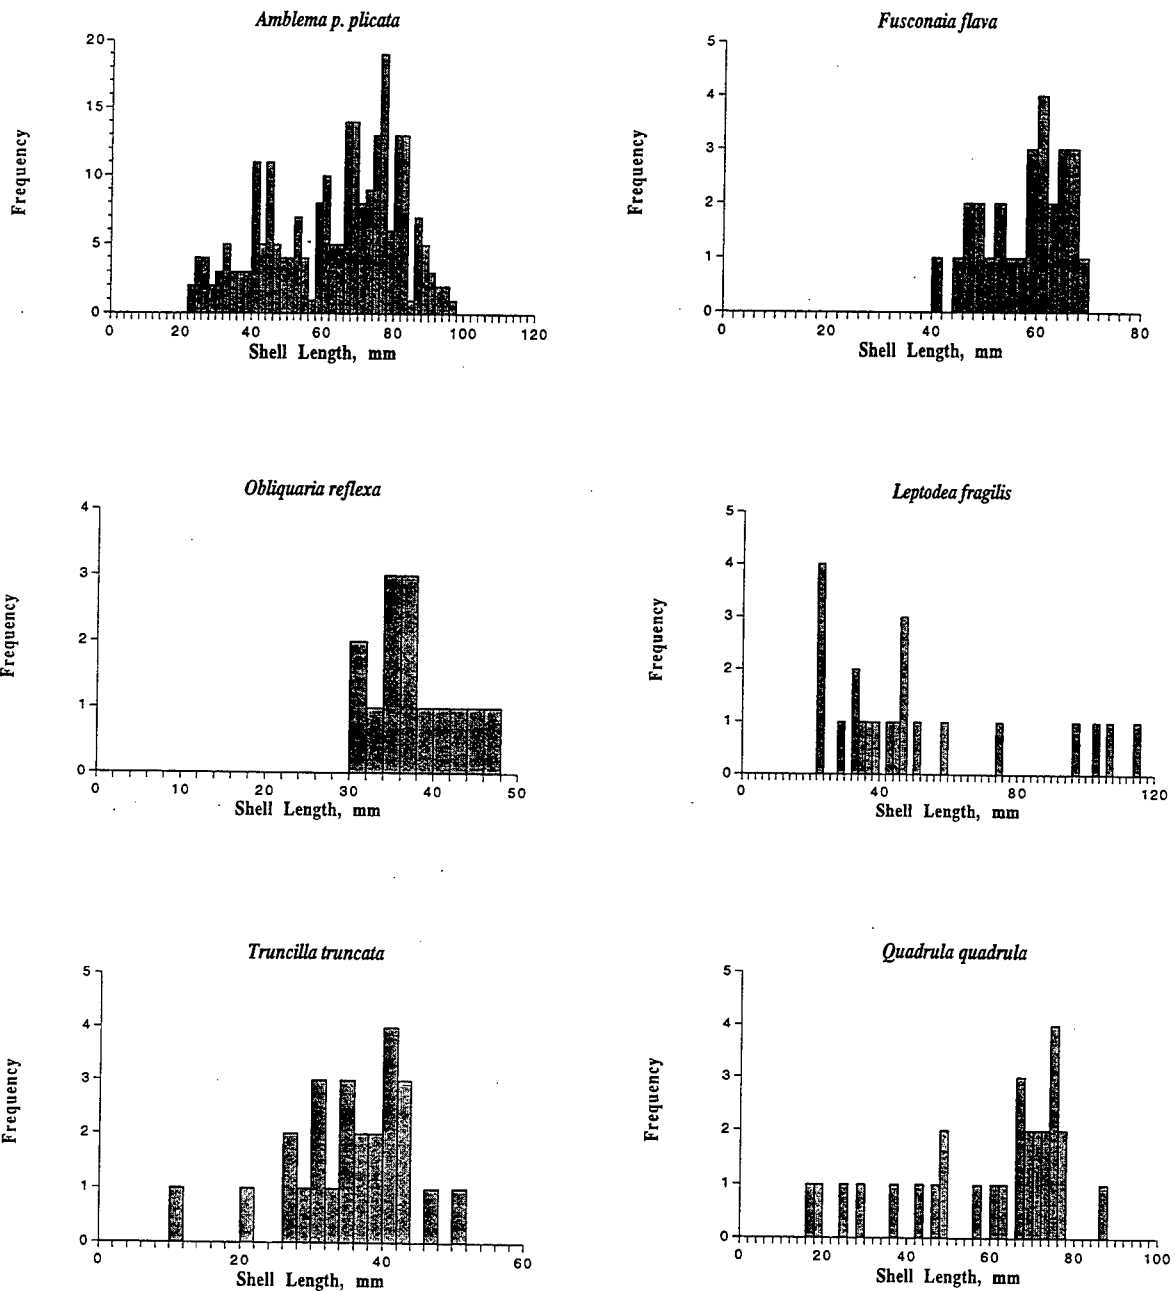 Amblema p. plicata
20
15
10
5
0
Frequency
0 20 40 60 80 100 120
Shell Length, mm
Fusconaia flava
5
4
3
2
1
0
Frequency
0 20 40 60 80
Shell Length, mm
Obliquaria reflexa
4
3
2
1
0
Frequency
0 10 20 30 40 50
Shell Length, mm
Leptodea fragilis
5
4
3
2
1
0
Frequency
0 40 80 120
Shell Length, mm
Truncilla truncata
5
4
3
2
1
0
Frequency
0 20 40 60
Shell Length, mm
Quadrula quadrula
5
4
3
2
1
0
Frequency
0 20 40 60 80 100
Shell Length, mm